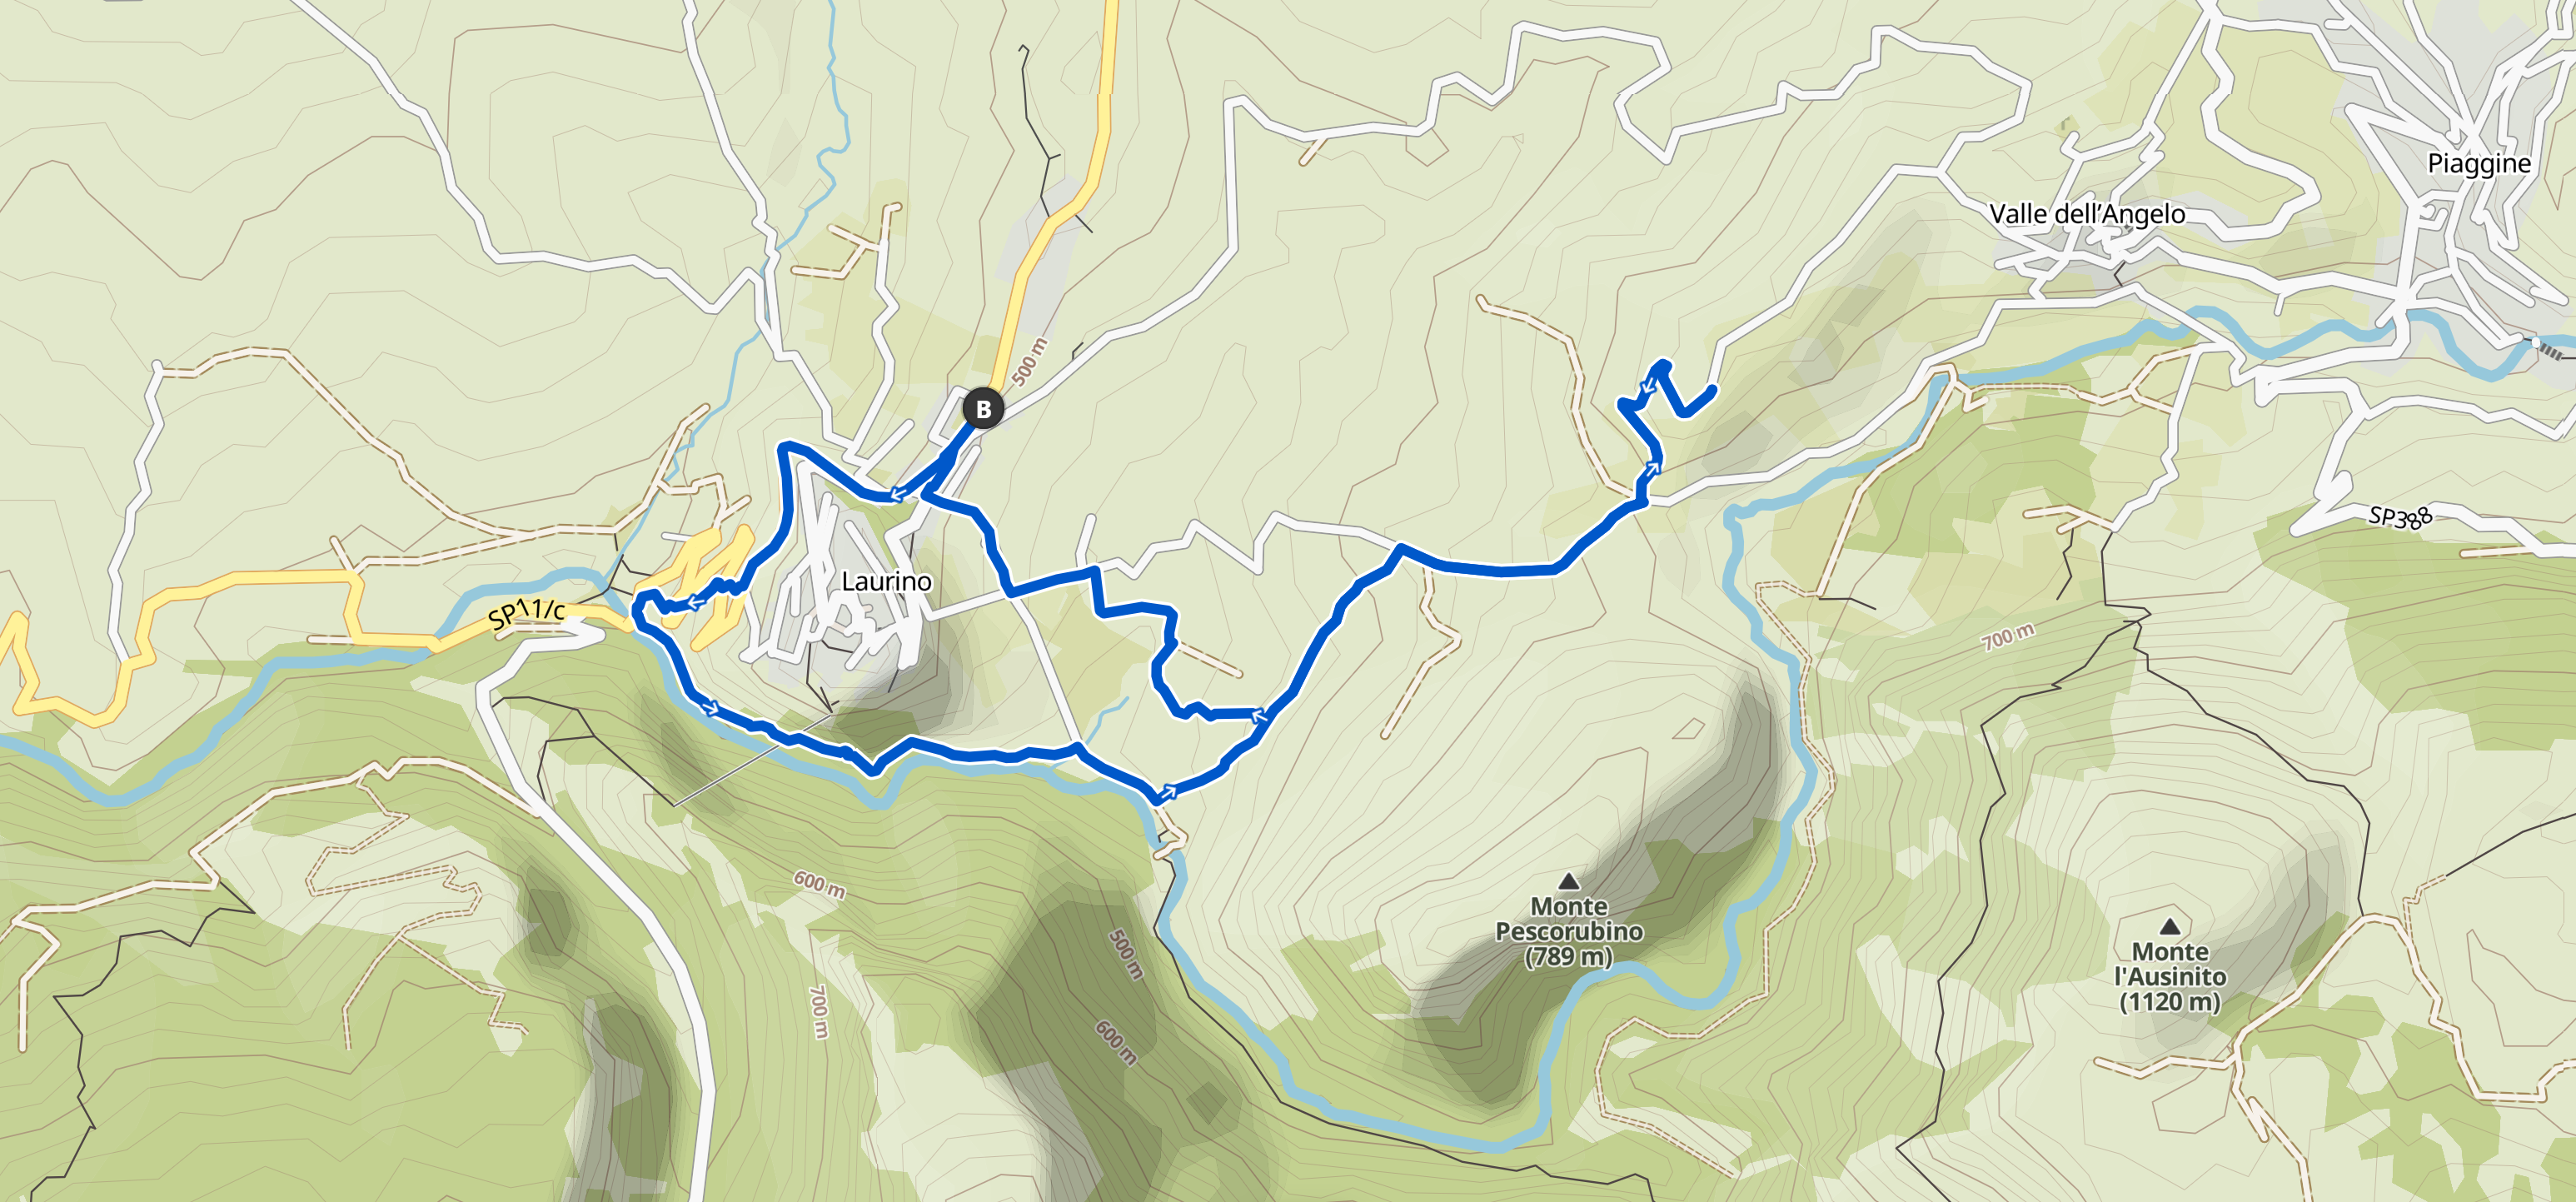 Piaggine
Valle dell'Angelo
500 m
B
SP388
Laurino
SP11/c
700 m
600 m
Monte
Pescorubino
(789 m)
500 m
Monte
l'Ausinito
(1120 m)
700 m
600 m